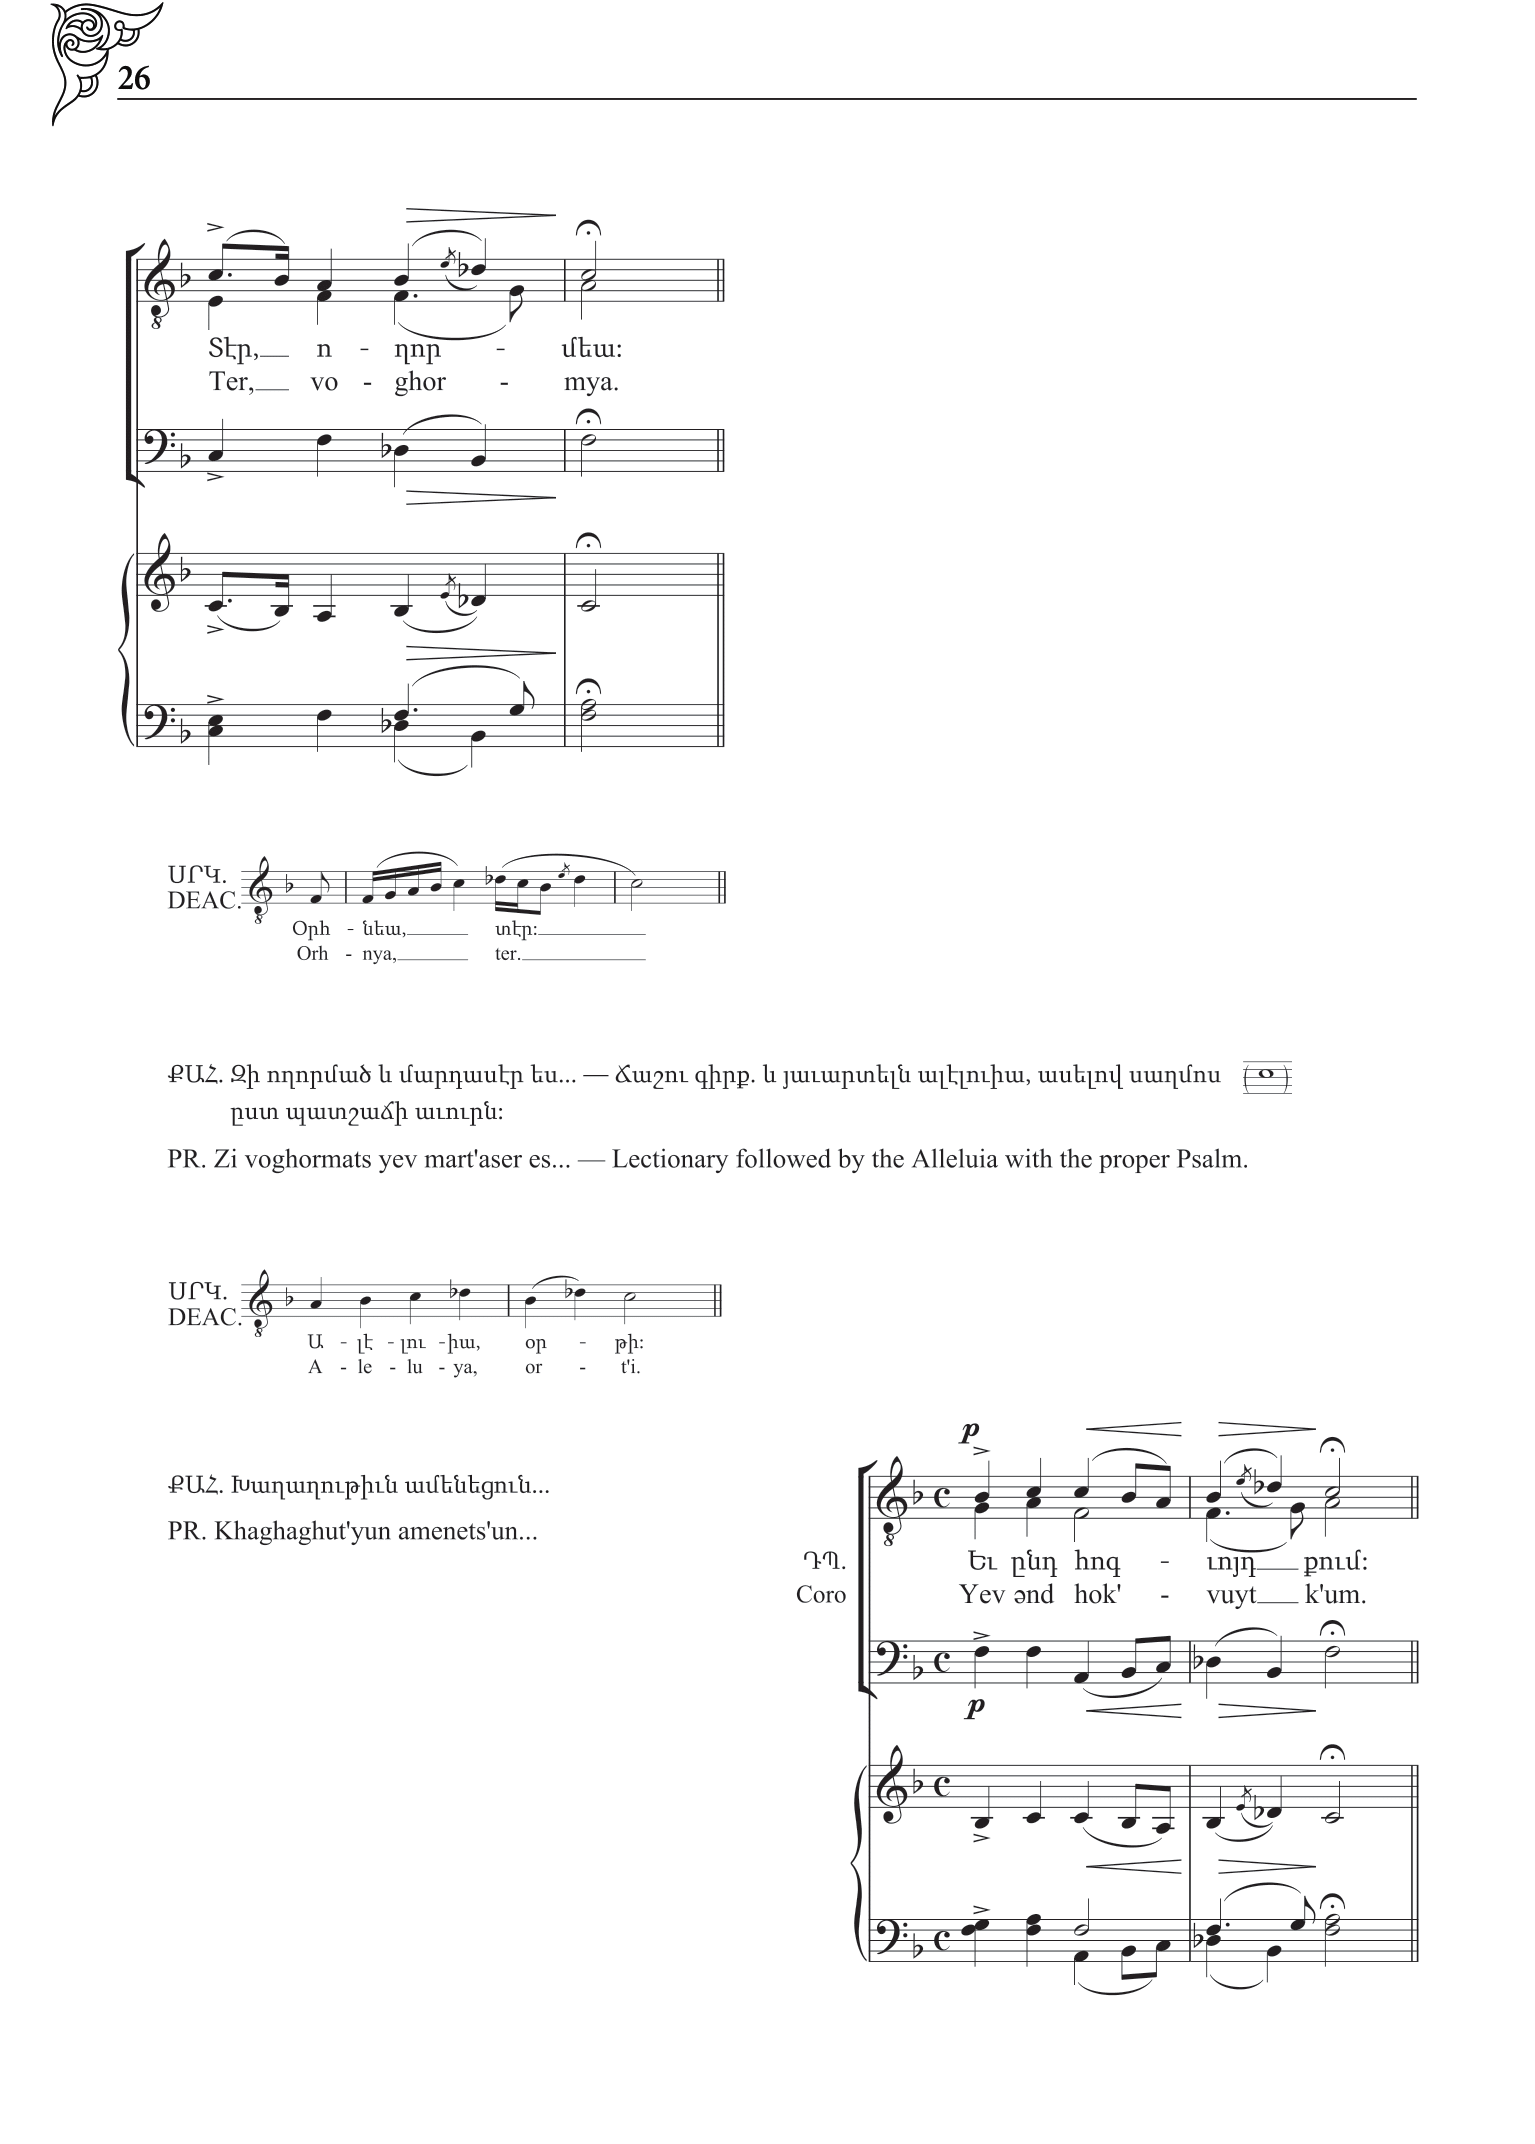 26
Տէր, ո - ղոր - մեա։
Ter, vo - ghor - mya.
ՍՐԿ.
DEAC.
Օրհ - նեա, տէր։
Orh - nya, ter.
ՔԱՀ. Զի ողորմած և մարդասէր ես... — Ճաշու գիրք. և յաւարտելն ալէլուիա, ասելով սաղմոս
ըստ պատշաճի աւուրն։
PR. Zi voghormats yev mart'aser es... — Lectionary followed by the Alleluia with the proper Psalm.
ՍՐԿ.
DEAC.
Ա - լէ - լու - իա, օր - թի։
A - le - lu - ya, or - t'i.
p
ՔԱՀ. Խաղաղութիւն ամենեցուն...
PR. Khaghaghut'yun amenets'un...
ԴՊ. Եւ ընդ հոգ - ւոյդ քում։
Coro Yev ənd hok' - vuyt k'um.
p